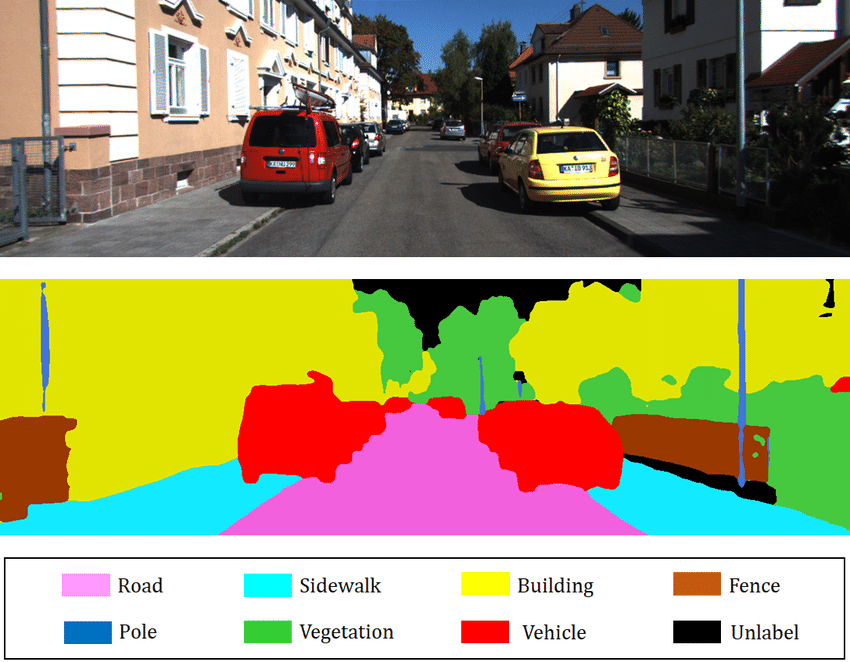 Road Sidewalk Building Fence
Pole Vegetation Vehicle Unlabel